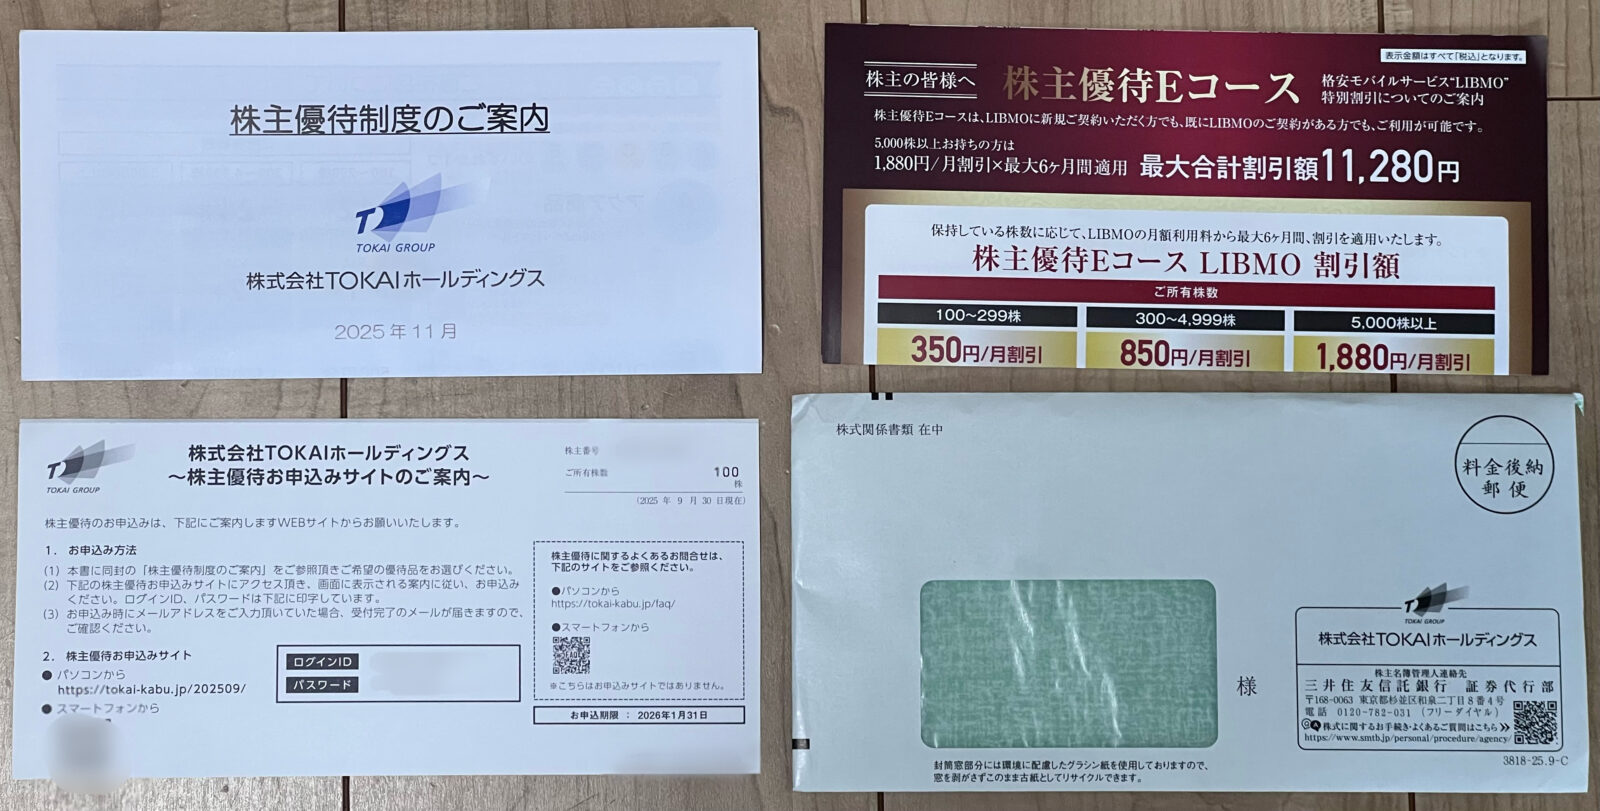 株主優待制度のご案内
TOKAI GROUP
株式会社TOKAIホールディングス
2025年11月
表示金額はすべて「税込」となります。
株主の皆様へ
株主優待Eコース
格安モバイルサービス“LIBMO”
特別割引についてのご案内
株主優待Eコースは、LIBMOに新規ご契約いただく方でも、既にLIBMOのご契約がある方でも、ご利用が可能です。
5,000株以上お持ちの方は
1,880円/月割引×最大6ヶ月間適用 最大合計割引額11,280円
保持している株数に応じて、LIBMOの月額利用料から最大6ヶ月間、割引を適用いたします。
株主優待Eコース LIBMO 割引額
ご所有株数
100〜299株 300〜4,999株 5,000株以上
350円/月割引 850円/月割引 1,880円/月割引
TOKAI GROUP
株式会社TOKAIホールディングス
〜株主優待お申込みサイトのご案内〜
株主番号
ご所有株数 100
株
(2025 年 9 月 30 日現在)
株主優待のお申込みは、下記にご案内しますWEBサイトからお願いいたします。
1. お申込み方法
(1) 本書に同封の「株主優待制度のご案内」をご参照頂きご希望の優待品をお選びください。
(2) 下記の株主優待お申込みサイトにアクセス頂き、画面に表示される案内に従い、お申込み
ください。ログインID、パスワードは下記に印字しています。
(3) お申込み時にメールアドレスをご入力頂いていた場合、受付完了のメールが届きますので、
ご確認ください。
2. 株主優待お申込みサイト
●パソコンから
https://tokai-kabu.jp/202509/
●スマートフォンから
ログインID
パスワード
株主優待に関するよくあるお問合せは、
下記のサイトをご参照ください。
●パソコンから
https://tokai-kabu.jp/faq/
●スマートフォンから
※こちらはお申込みサイトではありません。
お申込期限 : 2026年1月31日
株式関係書類 在中
料金後納
郵便
様
封筒窓部分には環境に配慮したグラシン紙を使用しておりますので、
窓を剥がさずこのまま古紙としてリサイクルできます。
TOKAI GROUP
株式会社TOKAIホールディングス
株主名簿管理人連絡先
三井住友信託銀行 証券代行部
〒168-0063 東京都杉並区和泉二丁目8番4号
電話 0120-782-031 (フリーダイヤル)
QA 株式に関するお手続き・よくあるご質問はこちら
https://www.smtb.jp/personal/procedure/agency/
3818-25.9-C